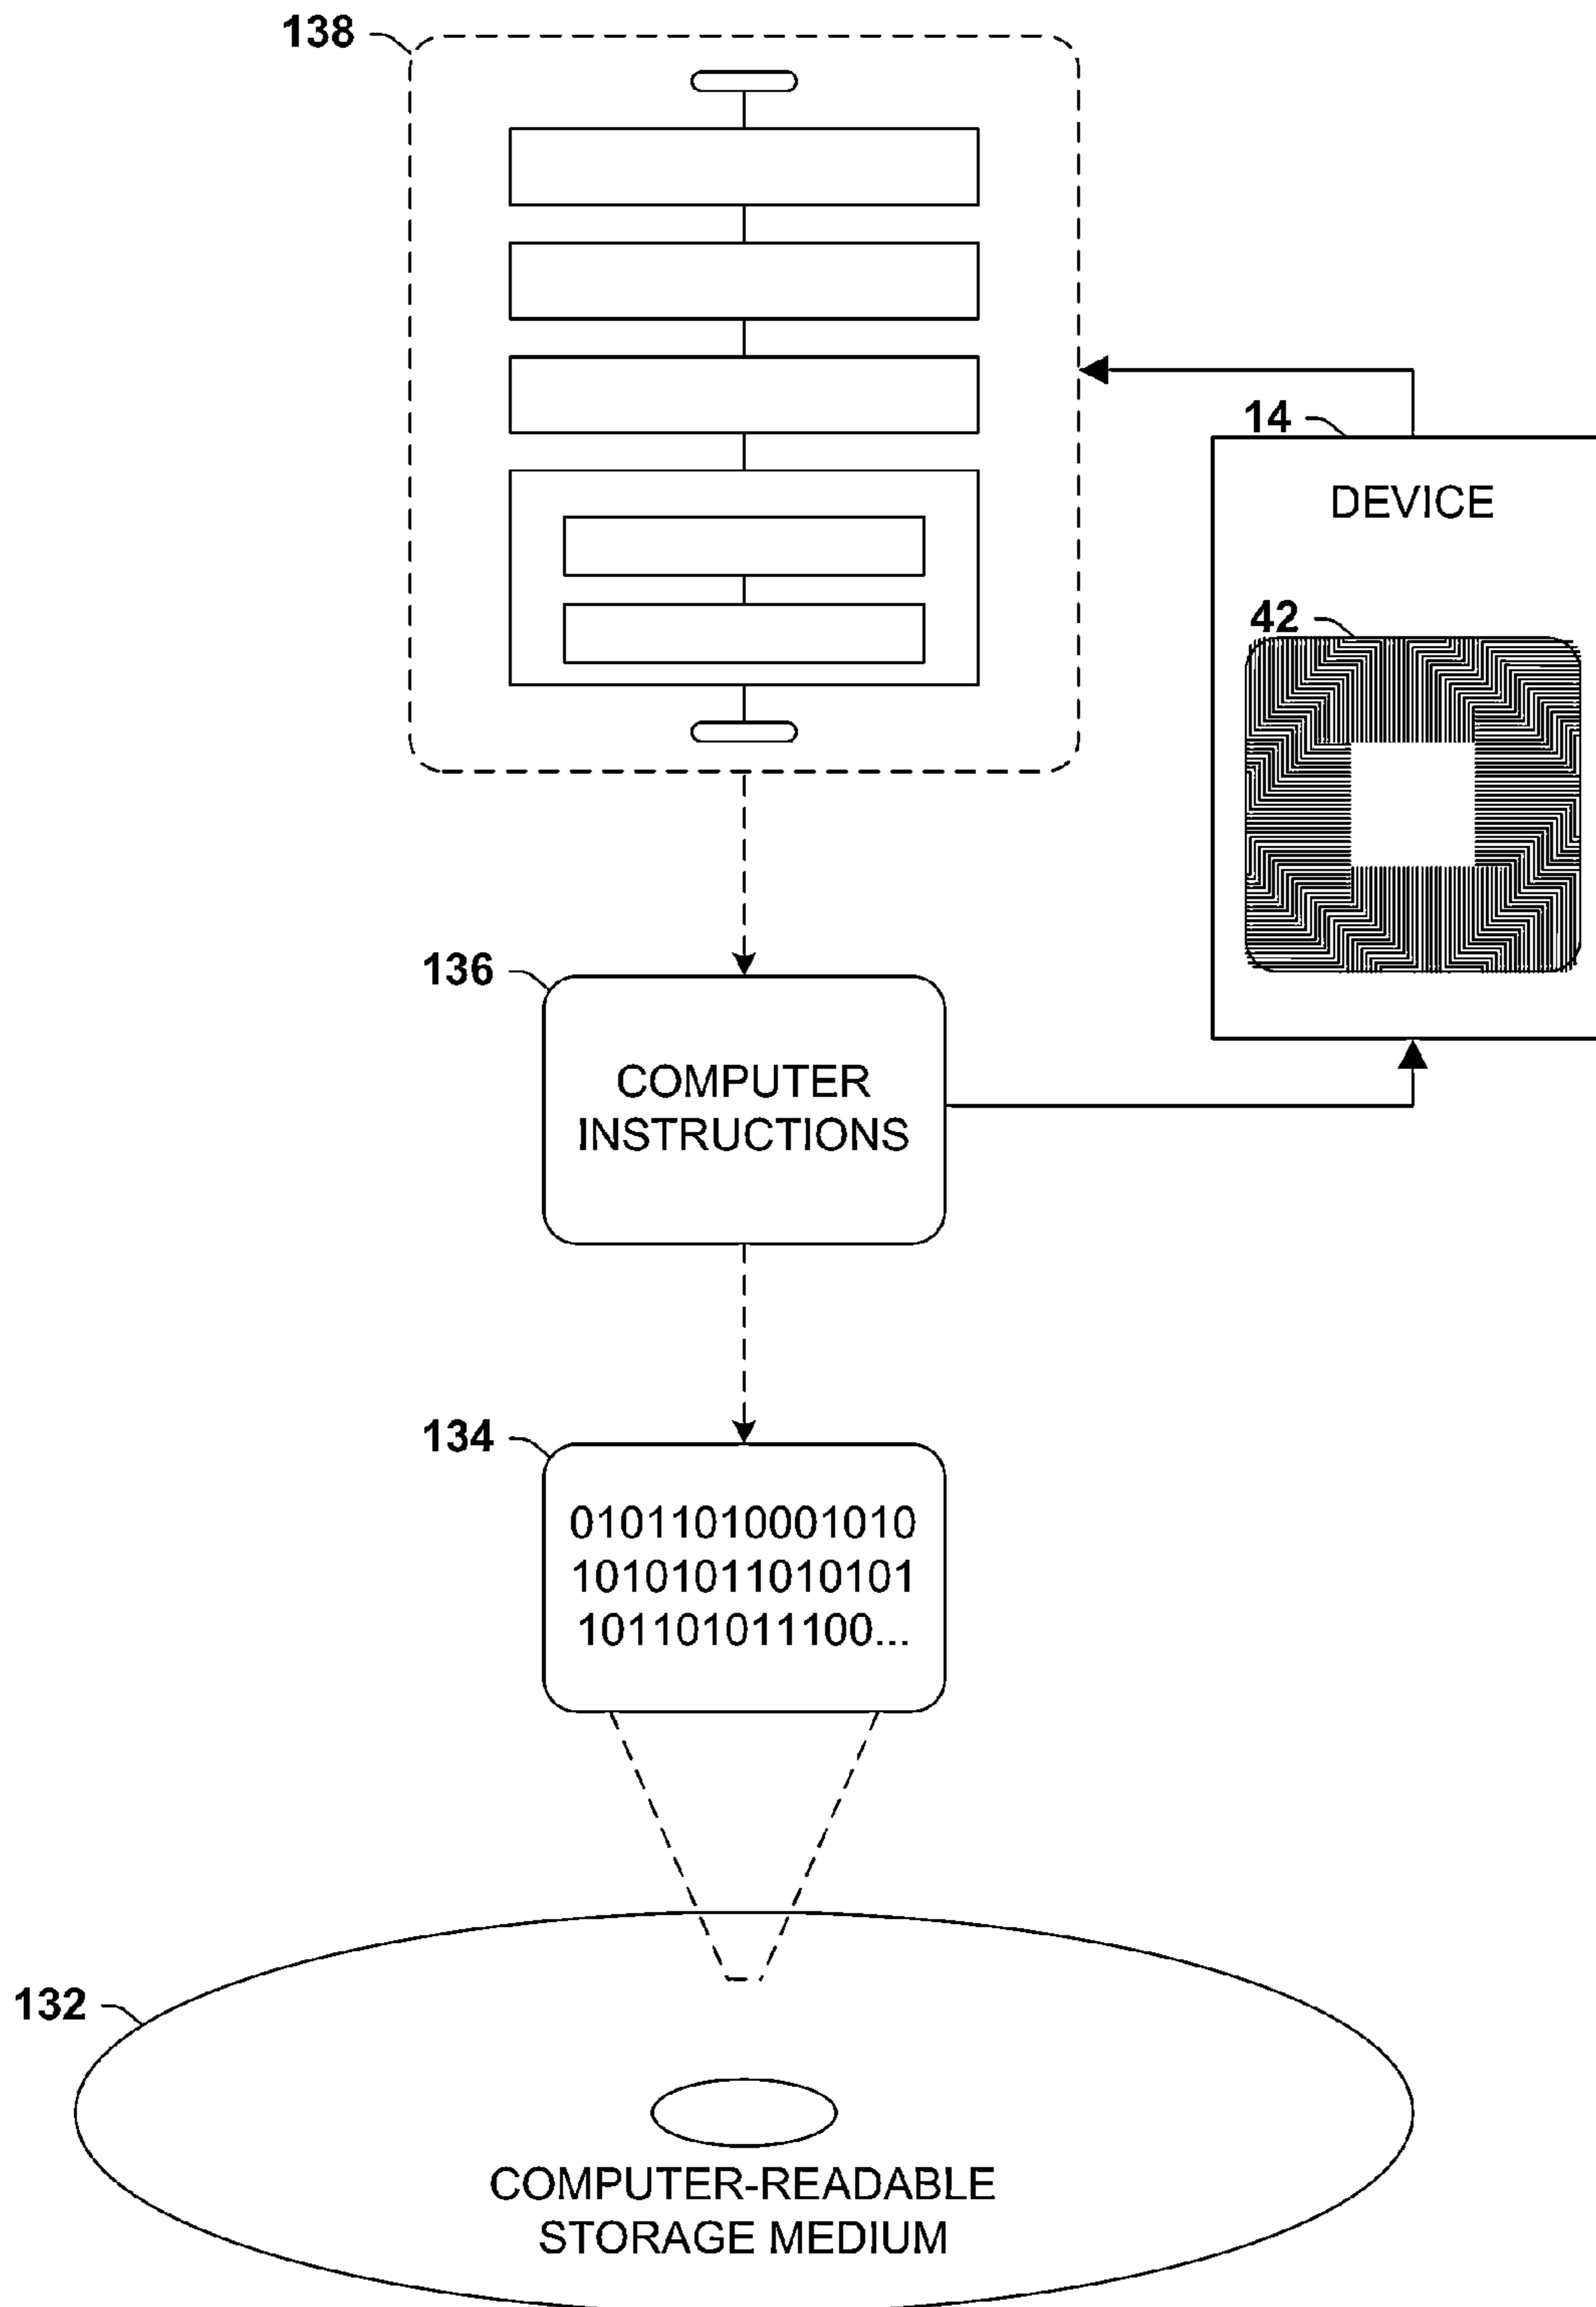 138
14
DEVICE
42
136
COMPUTER
INSTRUCTIONS
134
01011010001010
10101011010101
101101011100...
132
COMPUTER-READABLE
STORAGE MEDIUM